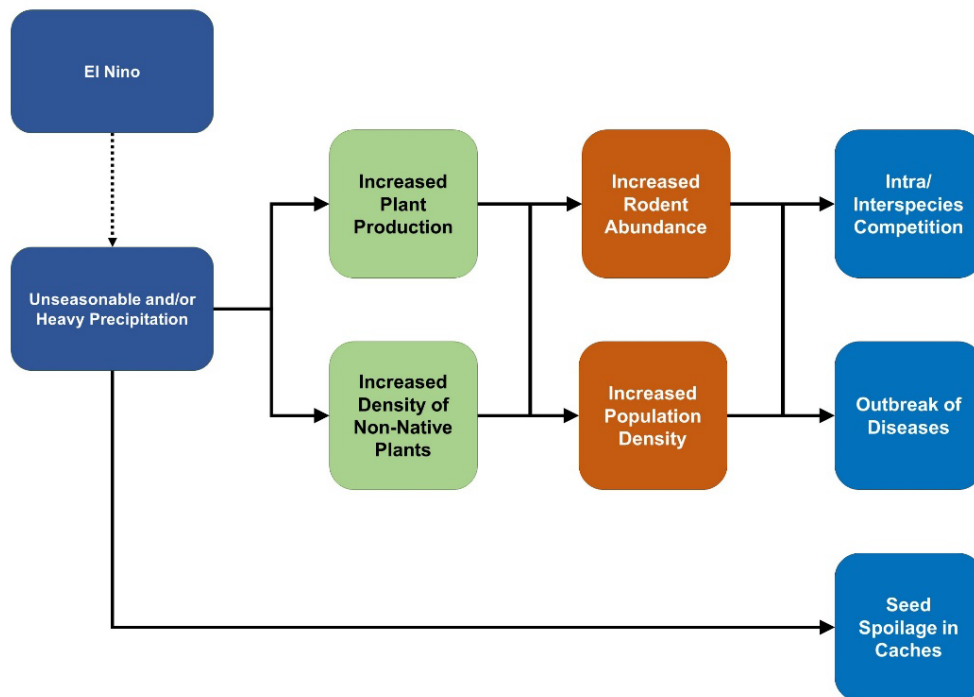 El Nino
Unseasonable and/or
Heavy Precipitation
Increased
Plant
Production
Increased
Density of
Non-Native
Plants
Increased
Rodent
Abundance
Increased
Population
Density
Intra/
Interspecies
Competition
Outbreak of
Diseases
Seed
Spoilage in
Caches